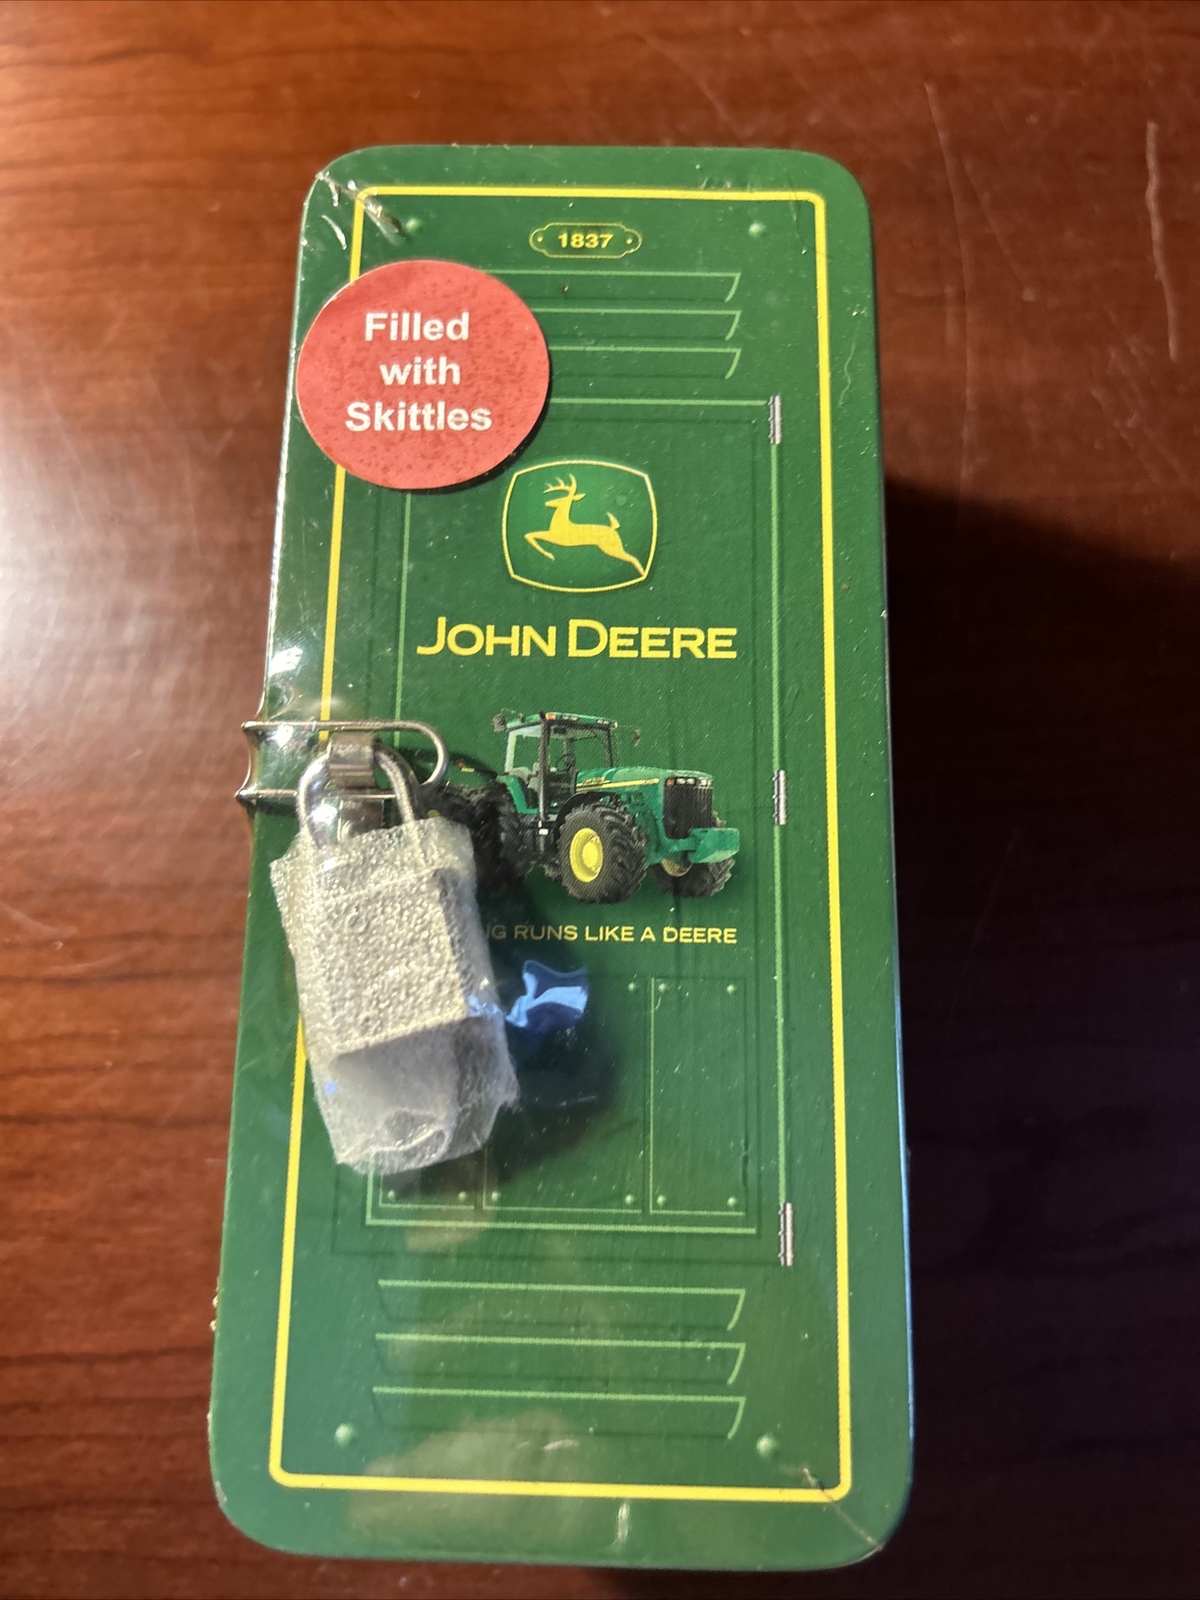 1837
Filled
with
Skittles
JOHN DEERE
RUNS LIKE A DEERE